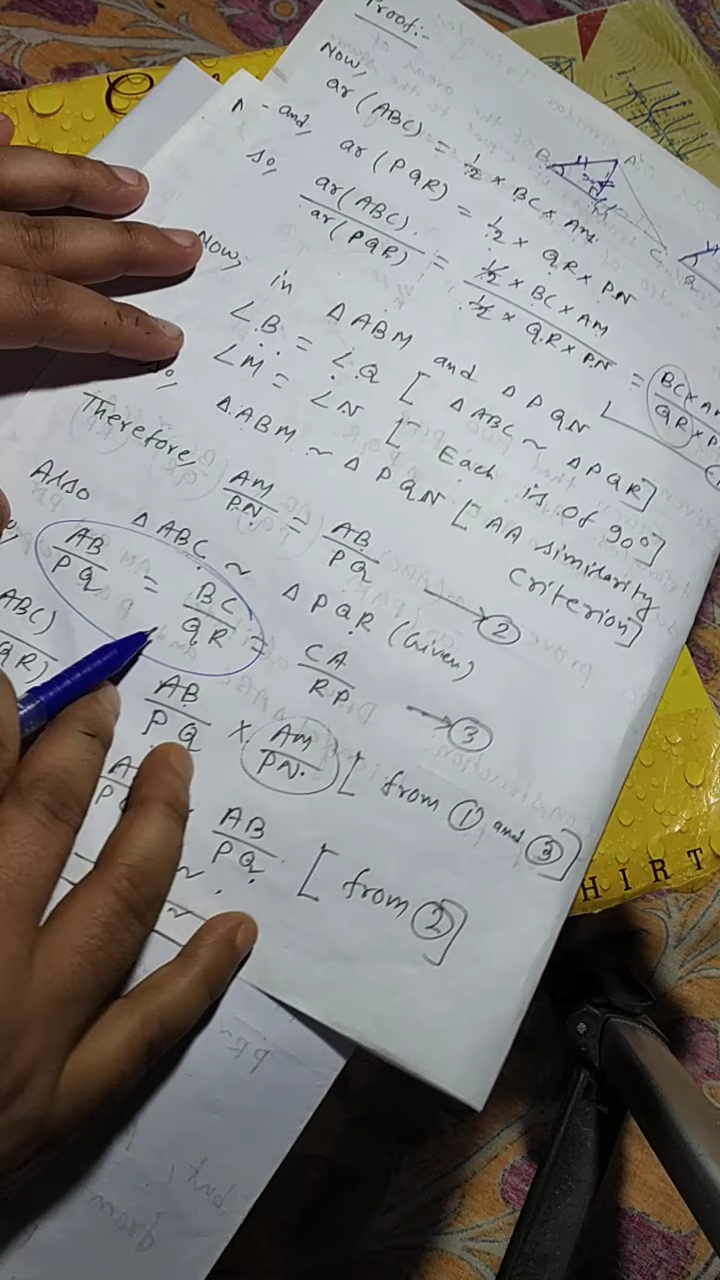 Proof:-
Now,
ar(ABC) = 1/2 × BC × AM
and, ar(PQR) = 1/2 × QR × PN
so, ar(ABC)/ar(PQR) = 1/2 × BC × AM / 1/2 × QR × PN = BC × A / QR × P
Now, in ΔABM and ΔPQN
∠B = ∠Q [ΔABC ~ ΔPQR]
∠M = ∠N [Each is of 90°]
ΔABM ~ ΔPQN [AA similarity criterion]
Therefore, AM/PN = AB/PQ → ②
Also ΔABC ~ ΔPQR (Given)
AB/PQ = BC/QR = CA/RP → ③
ABC)/QR) AB/PQ × AM/PN [from ① and ③]
AB/PQ [from ②]
B A C
HIRT